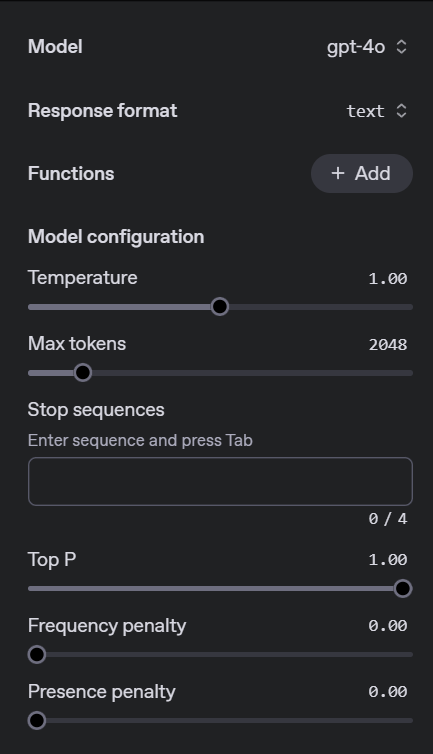 Model gpt-4o
Response format text
Functions + Add
Model configuration
Temperature 1.00
Max tokens 2048
Stop sequences
Enter sequence and press Tab
0 / 4
Top P 1.00
Frequency penalty 0.00
Presence penalty 0.00